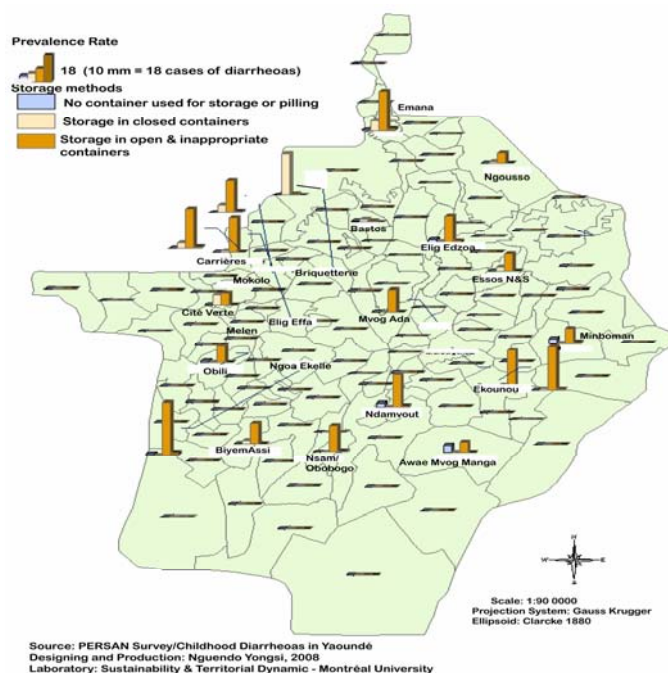 Prevalence Rate
18 (10 mm = 18 cases of diarrheoas)
Storage methods
No container used for storage or pilling
Storage in closed containers
Storage in open & inappropriate
containers
Emana
Ngousso
Bastos
Elig Edzoa
Carrières
Mokolo
Briquetterie
Essos N&S
Cité Verte
Elig Effa
Mvog Ada
Melen
Minboman
Obili
Ngoa Ekelle
Ekounou
Ndamvout
BiyemAssi
Nsam/
Obobogo
Awae Mvog Manga
N
W
E
S
Scale: 1:90 0000
Projection System: Gauss Krugger
Ellipsoid: Clarcke 1880
Source: PERSAN Survey/Childhood Diarrheoas in Yaoundé
Designing and Production: Nguendo Yongsi, 2008
Laboratory: Sustainability & Territorial Dynamic - Montréal University